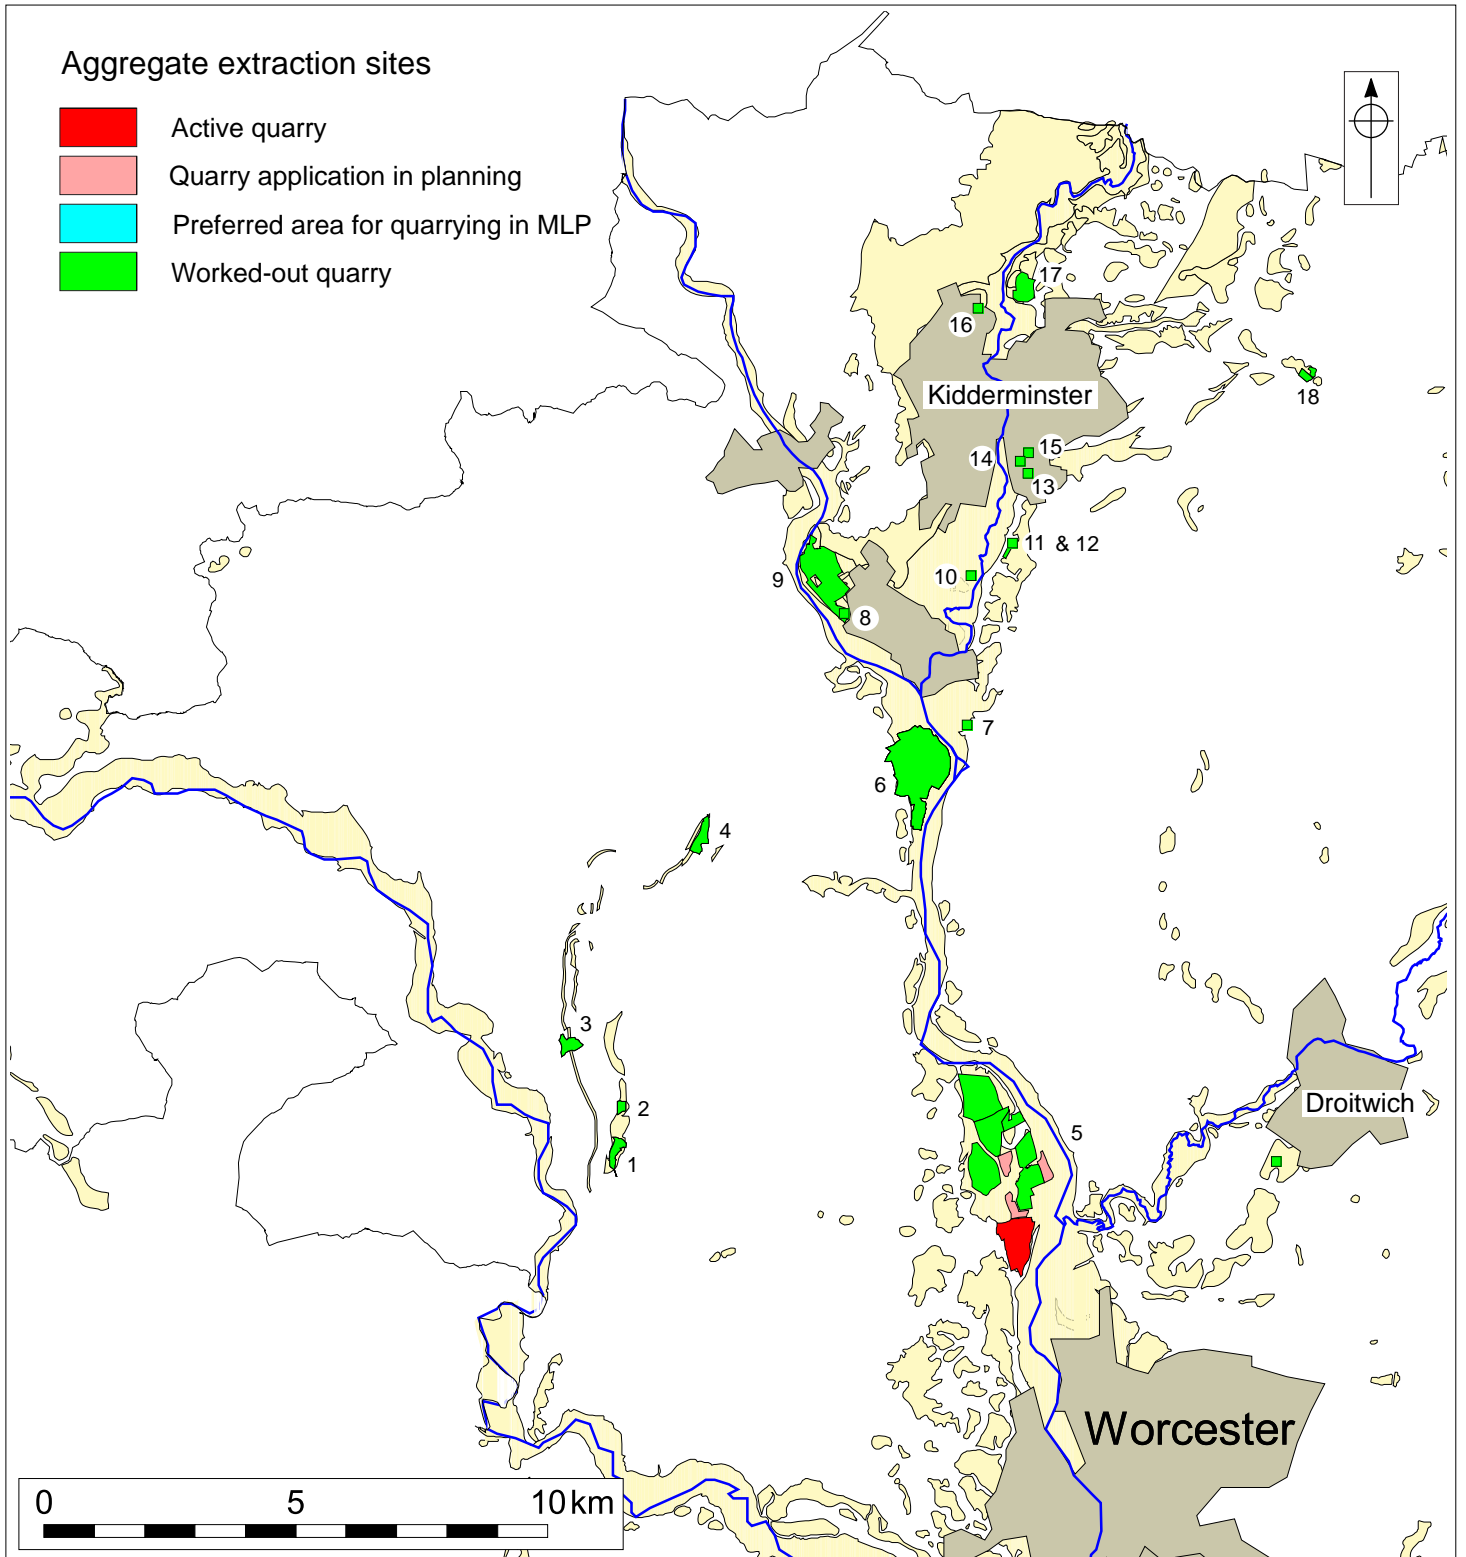 Aggregate extraction sites
Active quarry
Quarry application in planning
Preferred area for quarrying in MLP
Worked-out quarry
17
16
18
Kidderminster
15
14
13
11 & 12
10
9
8
7
6
4
3
2
1
5
Droitwich
Worcester
0 5 10 km